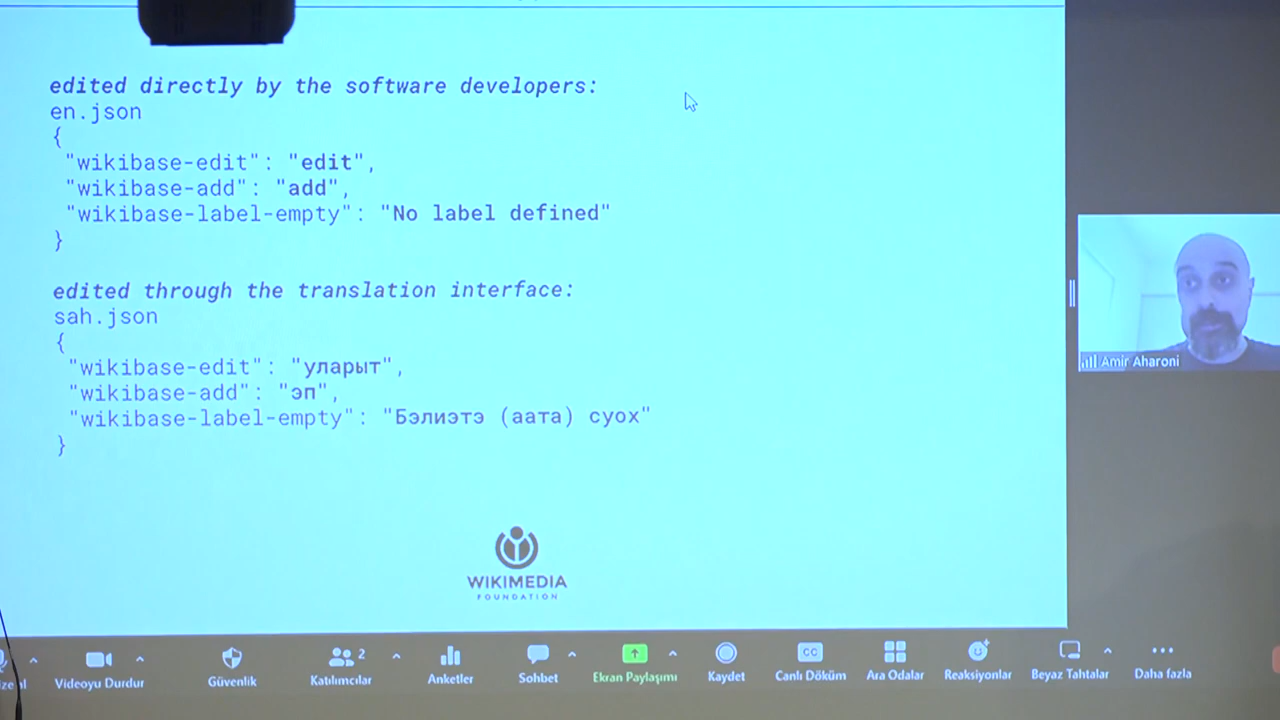 edited directly by the software developers:
en.json
{
"wikibase-edit": "edit",
"wikibase-add": "add",
"wikibase-label-empty": "No label defined"
}
edited through the translation interface:
sah.json
{
"wikibase-edit": "уларыт",
"wikibase-add": "эп",
"wikibase-label-empty": "Бэлиэтэ (аата) суох"
}
WIKIMEDIA
FOUNDATION
Amir Aharoni
Videoyu Durdur
Güvenlik
2
Katılımcılar
Anketler
Sohbet
Ekran Paylaşımı
Kaydet
CC
Canlı Döküm
Ara Odalar
Reaksiyonlar
Beyaz Tahtalar
Daha fazla